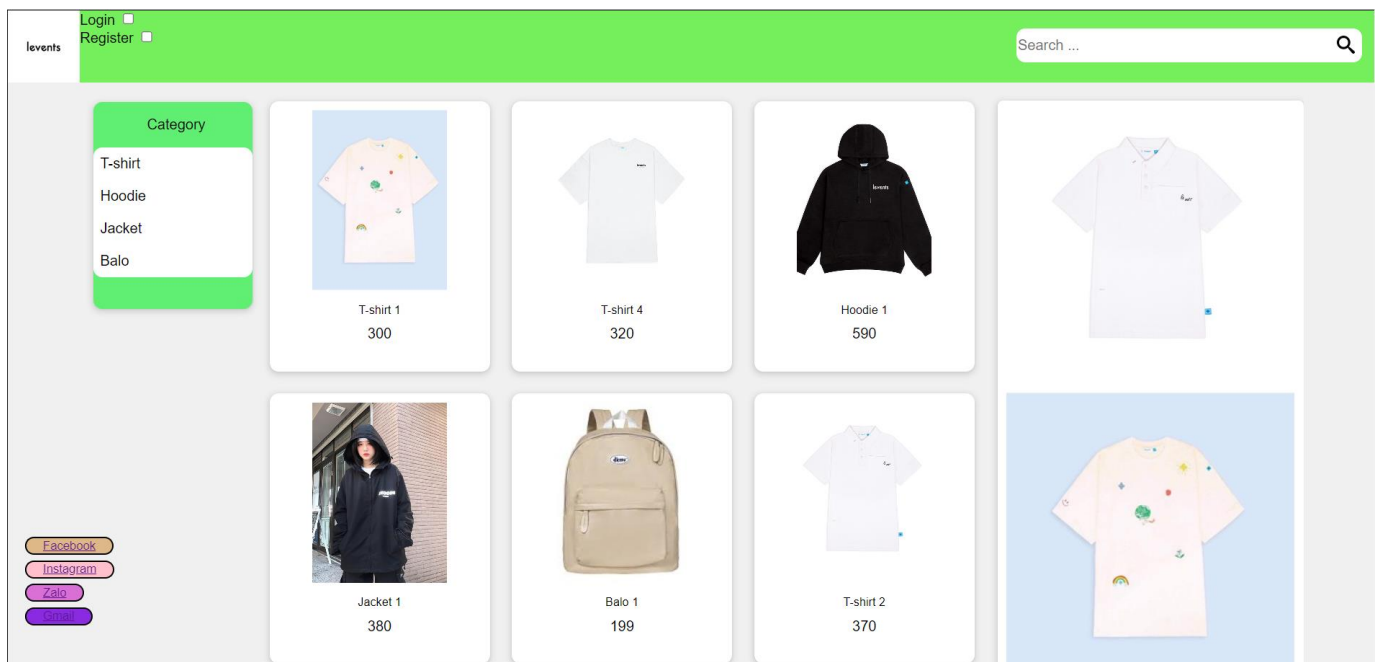 levents
Login
Register
Search ...
Category
T-shirt
Hoodie
Jacket
Balo
T-shirt 1
300
T-shirt 4
320
levents
Hoodie 1
590
Jacket 1
380
Balo 1
199
T-shirt 2
370
Facebook
Instagram
Zalo
Gmail